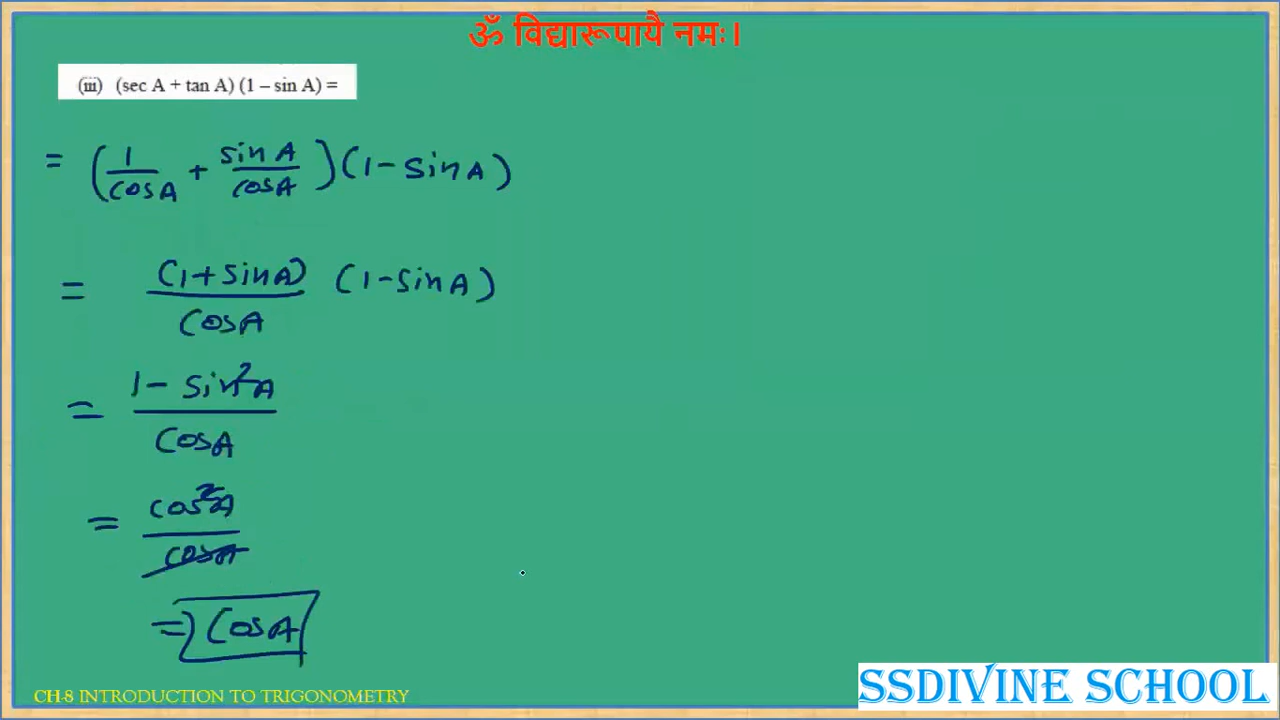 ॐ विद्यारूपायै नमः।
(iii) (sec A + tan A) (1 – sin A) =
= (1/cosA + sinA/cosA) (1 - sinA)
= (1+sinA)/cosA (1-sinA)
= 1 - sin²A / cosA
= cos²A / cosA
= cosA
CH-8 INTRODUCTION TO TRIGONOMETRY
SSDIVINE SCHOOL